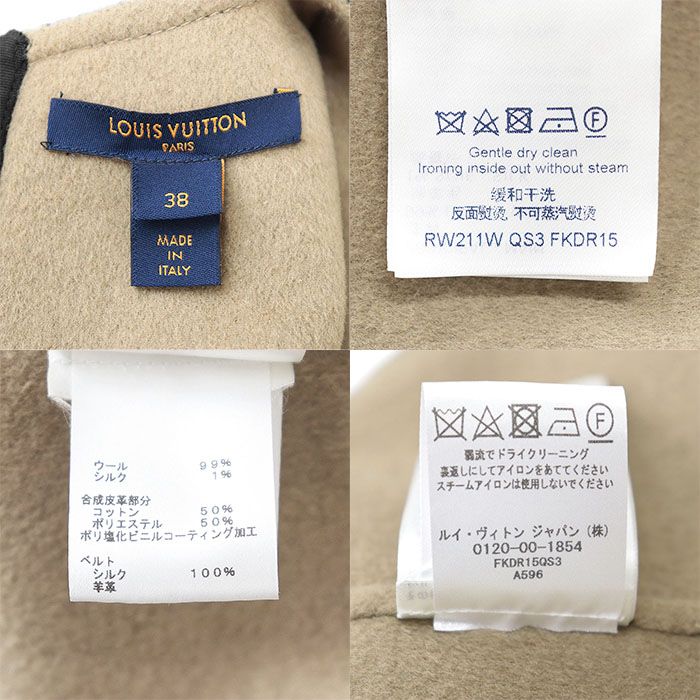 LOUIS VUITTON
PARIS
38
MADE
IN
ITALY
F
Gentle dry clean
Ironing inside out without steam
缓和干洗
反面熨烫, 不可蒸汽熨烫
RW211W QS3 FKDR15
ウール 99%
シルク 1%
合成皮革部分
コットン 50%
ポリエステル 50%
ポリ塩化ビニルコーティング加工
ベルト
シルク 100%
羊革
F
弱流でドライクリーニング
裏返しにしてアイロンをあててください
スチームアイロンは使用しないでください
ルイ・ヴィトン ジャパン (株)
0120-00-1854
FKDR15QS3
A596